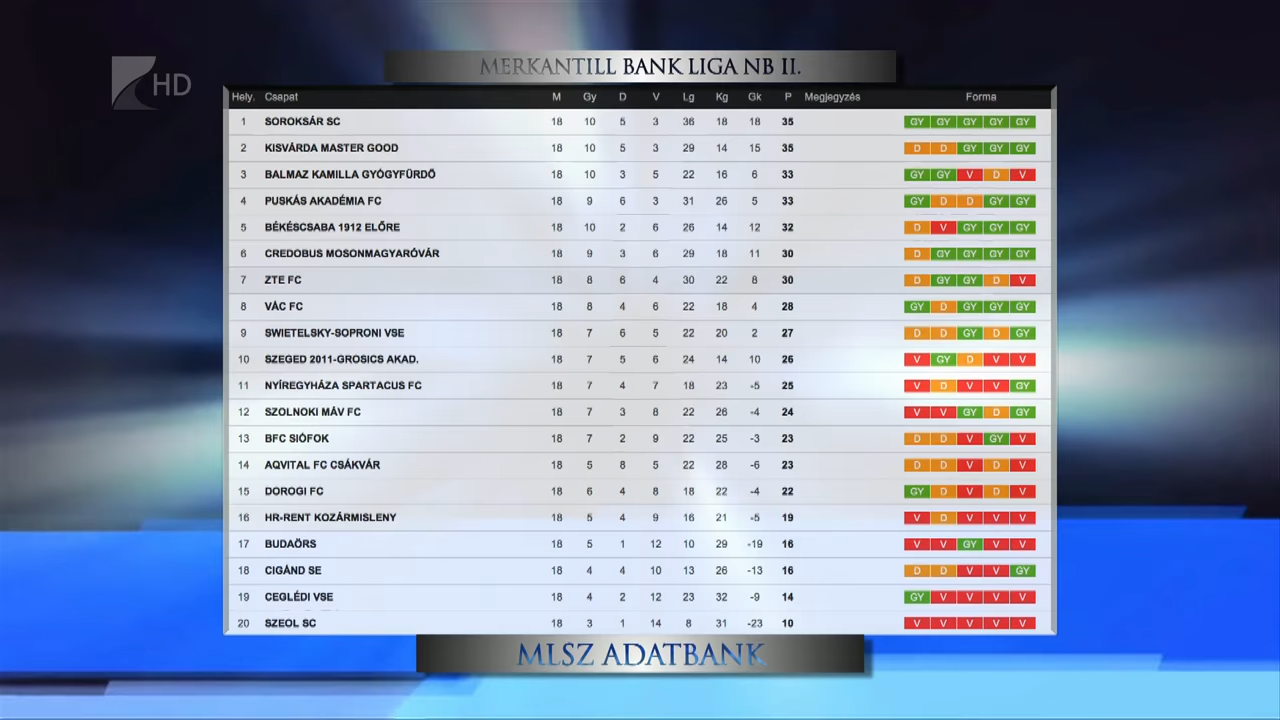 HD
MERKANTILL BANK LIGA NB II.
Hely. Csapat M Gy D V Lg Kg Gk P Megjegyzés Forma
1 SOROKSÁR SC 18 10 5 3 36 18 18 35 GY GY GY GY GY
2 KISVÁRDA MASTER GOOD 18 10 5 3 29 14 15 35 D D GY GY GY
3 BALMAZ KAMILLA GYÓGYFÜRDŐ 18 10 3 5 22 16 6 33 GY GY V D V
4 PUSKÁS AKADÉMIA FC 18 9 6 3 31 26 5 33 GY D D GY GY
5 BÉKÉSCSABA 1912 ELŐRE 18 10 2 6 26 14 12 32 D V GY GY GY
6 CREDOBUS MOSONMAGYARÓVÁR 18 9 3 6 29 18 11 30 D GY GY GY GY
7 ZTE FC 18 8 6 4 30 22 8 30 D GY GY D V
8 VÁC FC 18 8 4 6 22 18 4 28 GY D GY GY GY
9 SWIETELSKY-SOPRONI VSE 18 7 6 5 22 20 2 27 D D GY D GY
10 SZEGED 2011-GROSICS AKAD. 18 7 5 6 24 14 10 26 V GY D V V
11 NYÍREGYHÁZA SPARTACUS FC 18 7 4 7 18 23 -5 25 V D V V GY
12 SZOLNOKI MÁV FC 18 7 3 8 22 26 -4 24 V V GY D GY
13 BFC SIÓFOK 18 7 2 9 22 25 -3 23 D D V GY V
14 AQVITAL FC CSÁKVÁR 18 5 8 5 22 28 -6 23 D D V D V
15 DOROGI FC 18 6 4 8 18 22 -4 22 GY D V D V
16 HR-RENT KOZÁRMISLENY 18 5 4 9 16 21 -5 19 V D V V V
17 BUDAÖRS 18 5 1 12 10 29 -19 16 V V GY V V
18 CIGÁND SE 18 4 4 10 13 26 -13 16 D D V V GY
19 CEGLÉDI VSE 18 4 2 12 23 32 -9 14 GY V V V V
20 SZEOL SC 18 3 1 14 8 31 -23 10 V V V V V
MLSZ ADATBANK